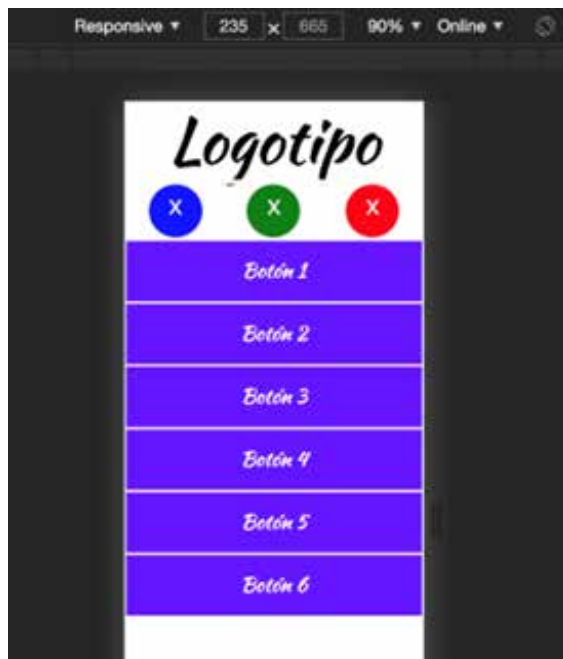 Responsive ▼ 235 x 665 90% ▼ Online ▼
Logotipo
X X X
Botón 1
Botón 2
Botón 3
Botón 4
Botón 5
Botón 6